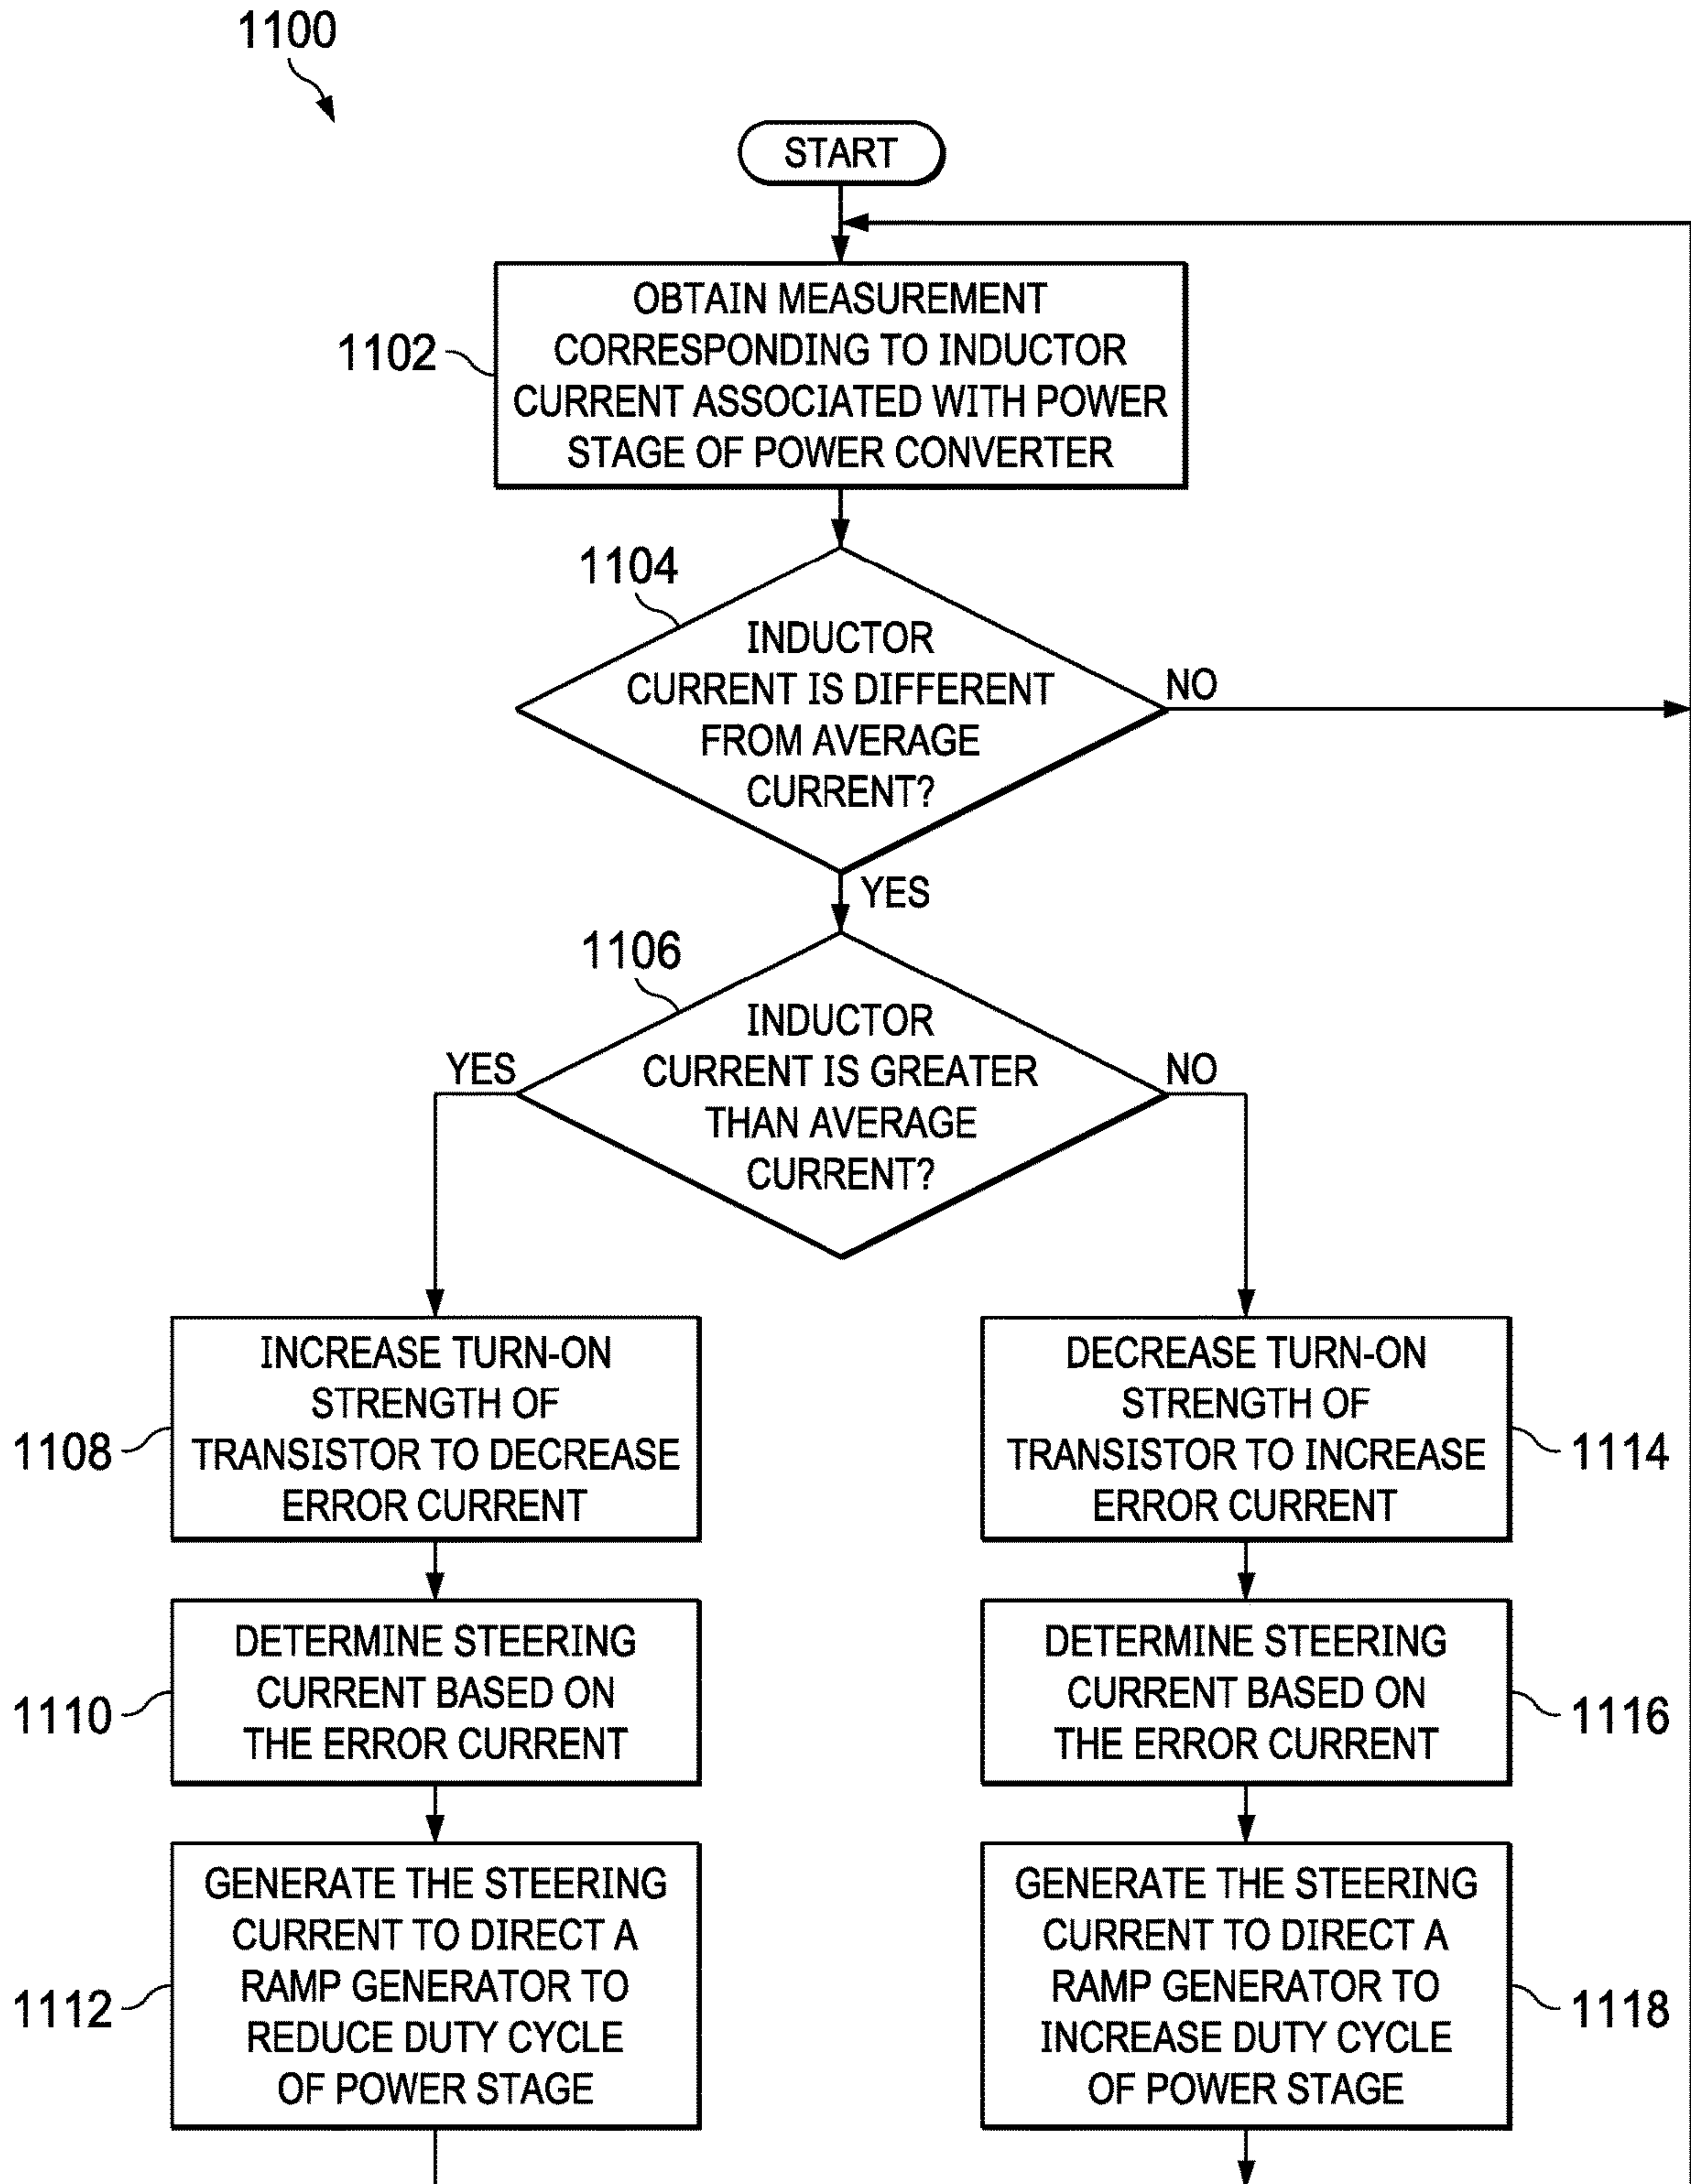 1100
START
1102
OBTAIN MEASUREMENT
CORRESPONDING TO INDUCTOR
CURRENT ASSOCIATED WITH POWER
STAGE OF POWER CONVERTER
1104
INDUCTOR
CURRENT IS DIFFERENT
FROM AVERAGE
CURRENT?
NO
YES
1106
INDUCTOR
CURRENT IS GREATER
THAN AVERAGE
CURRENT?
YES
NO
1108
INCREASE TURN-ON
STRENGTH OF
TRANSISTOR TO DECREASE
ERROR CURRENT
DECREASE TURN-ON
STRENGTH OF
TRANSISTOR TO INCREASE
ERROR CURRENT
1114
1110
DETERMINE STEERING
CURRENT BASED ON
THE ERROR CURRENT
DETERMINE STEERING
CURRENT BASED ON
THE ERROR CURRENT
1116
1112
GENERATE THE STEERING
CURRENT TO DIRECT A
RAMP GENERATOR TO
REDUCE DUTY CYCLE
OF POWER STAGE
GENERATE THE STEERING
CURRENT TO DIRECT A
RAMP GENERATOR TO
INCREASE DUTY CYCLE
OF POWER STAGE
1118